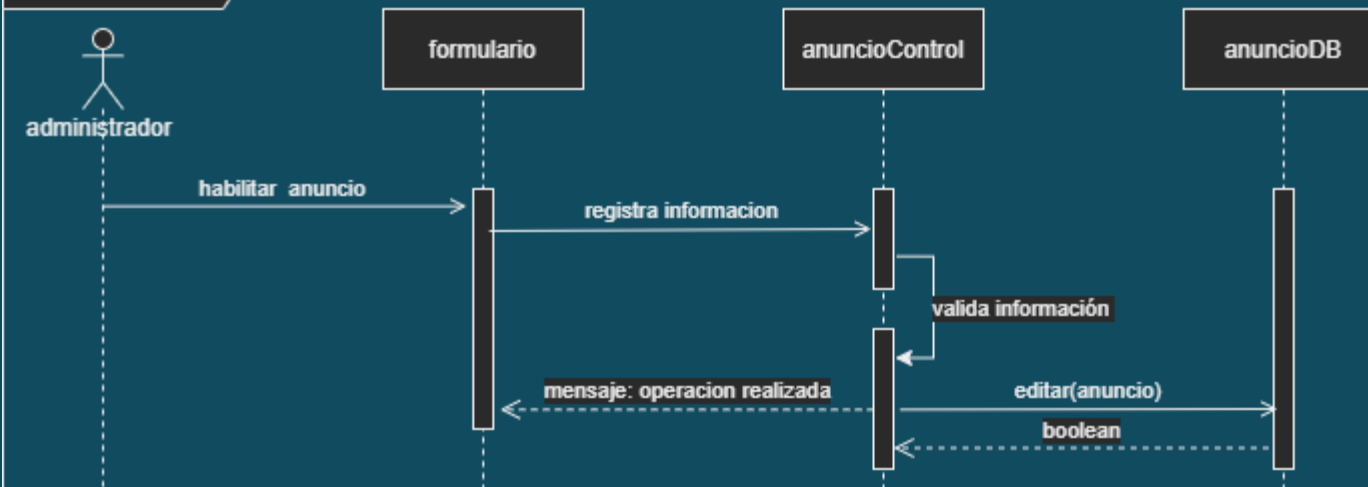 formulario
anuncioControl
anuncioDB
administrador
habilitar anuncio
registra informacion
valida información
mensaje: operacion realizada
editar(anuncio)
boolean